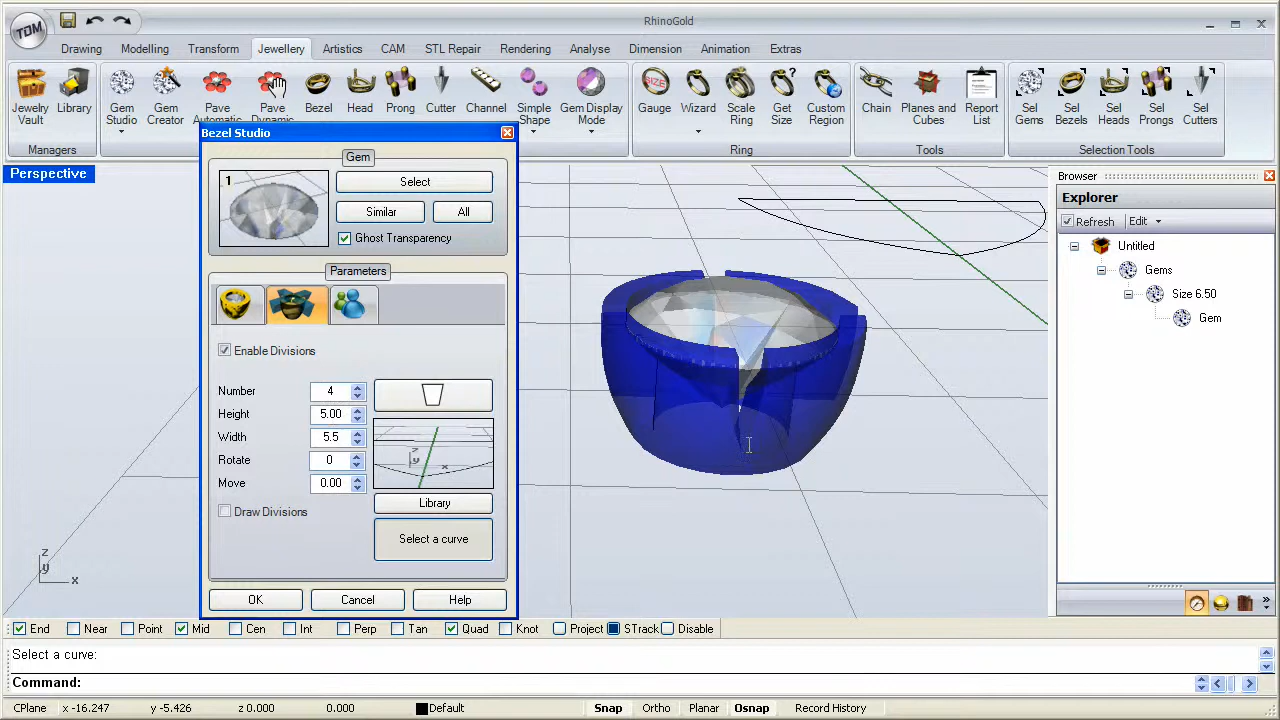 RhinoGold
TDM
Drawing Modelling Transform Jewellery Artistics CAM STL Repair Rendering Analyse Dimension Animation Extras
Jewelry Vault Library Gem Studio Gem Creator Pave Automatic Pave Dynamic Bezel Head Prong Cutter Channel Simple Shape Gem Display Mode Gauge Wizard Scale Ring Get Size Custom Region Chain Planes and Cubes Report List Sel Gems Sel Bezels Sel Heads Sel Prongs Sel Cutters
Managers Ring Tools Selection Tools
Perspective
Bezel Studio
Gem
1
Select
Similar All
Ghost Transparency
Parameters
Enable Divisions
Number 4
Height 5.00
Width 5.5
Rotate 0
Move 0.00
Draw Divisions
Library
Select a curve
OK Cancel Help
Browser
Explorer
Refresh Edit
Untitled
Gems
Size 6.50
Gem
z
y
x
End Near Point Mid Cen Int Perp Tan Quad Knot Project STrack Disable
Select a curve:
Command:
CPlane x -16.247 y -5.426 z 0.000 0.000 Default Snap Ortho Planar Osnap Record History